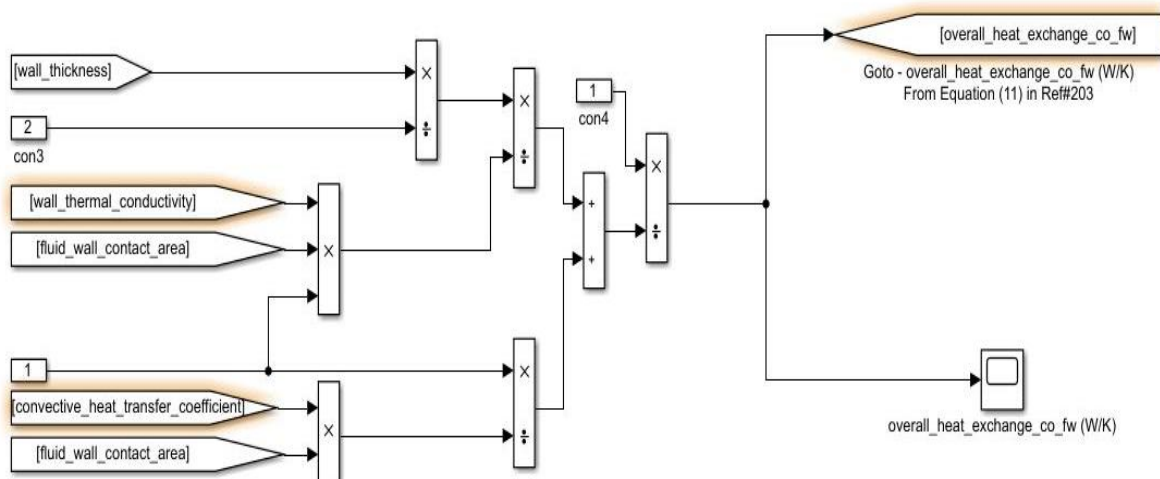 [wall_thickness]
×
÷
2
con3
×
÷
[wall_thermal_conductivity]
[fluid_wall_contact_area]
×
1
con4
×
÷
+
+
[overall_heat_exchange_co_fw]
Goto - overall_heat_exchange_co_fw (W/K)
From Equation (11) in Ref#203
1
[convective_heat_transfer_coefficient]
[fluid_wall_contact_area]
×
×
÷
overall_heat_exchange_co_fw (W/K)